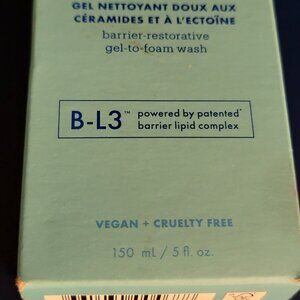 GEL NETTOYANT DOUX AUX
CÉRAMIDES ET À L'ECTOÏNE
barrier-restorative
gel-to-foam wash
B-L3™ powered by patented*
barrier lipid complex
VEGAN + CRUELTY FREE
150 mL / 5 fl. oz.